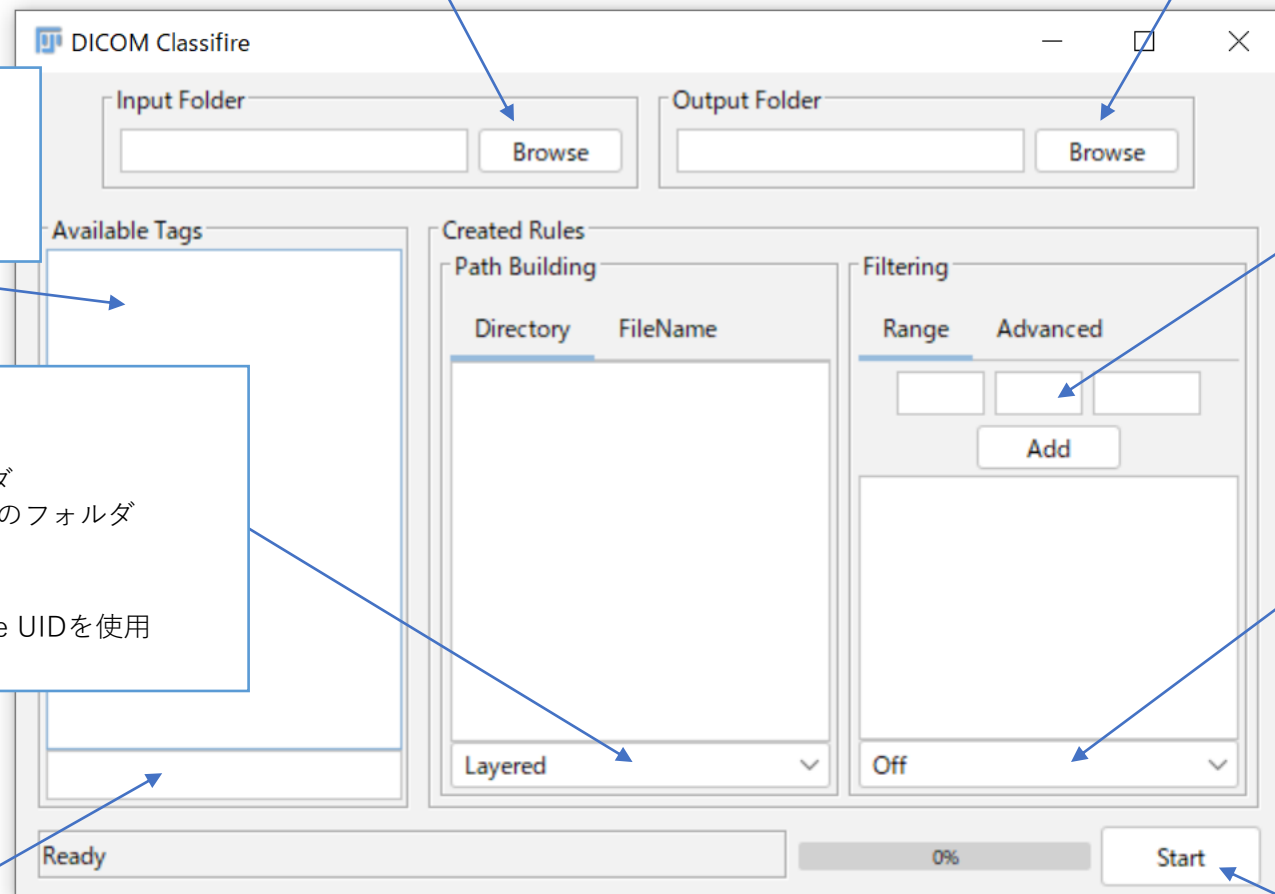 DICOM Classifire
Input Folder
Browse
Output Folder
Browse
Available Tags
Created Rules
Path Building
Directory FileName
Layered
Filtering
Range Advanced
Add
Off
ダ
のフォルダ
e UIDを使用
Ready
0%
Start